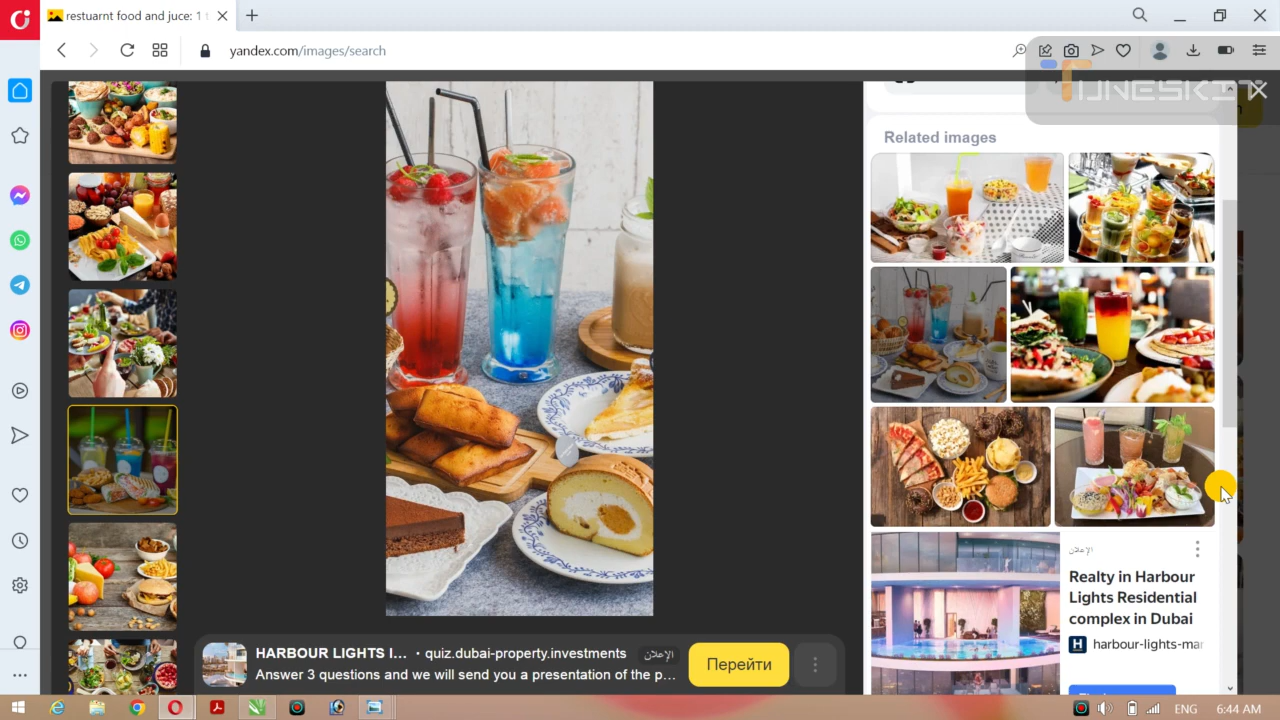 restuarnt food and juce: 1 t
yandex.com/images/search
TUNESKIT
Related images
الإعلان
Realty in Harbour
Lights Residential
complex in Dubai
harbour-lights-mar
HARBOUR LIGHTS I... · quiz.dubai-property.investments الإعلان
Answer 3 questions and we will send you a presentation of the p...
Перейти
ENG 6:44 AM